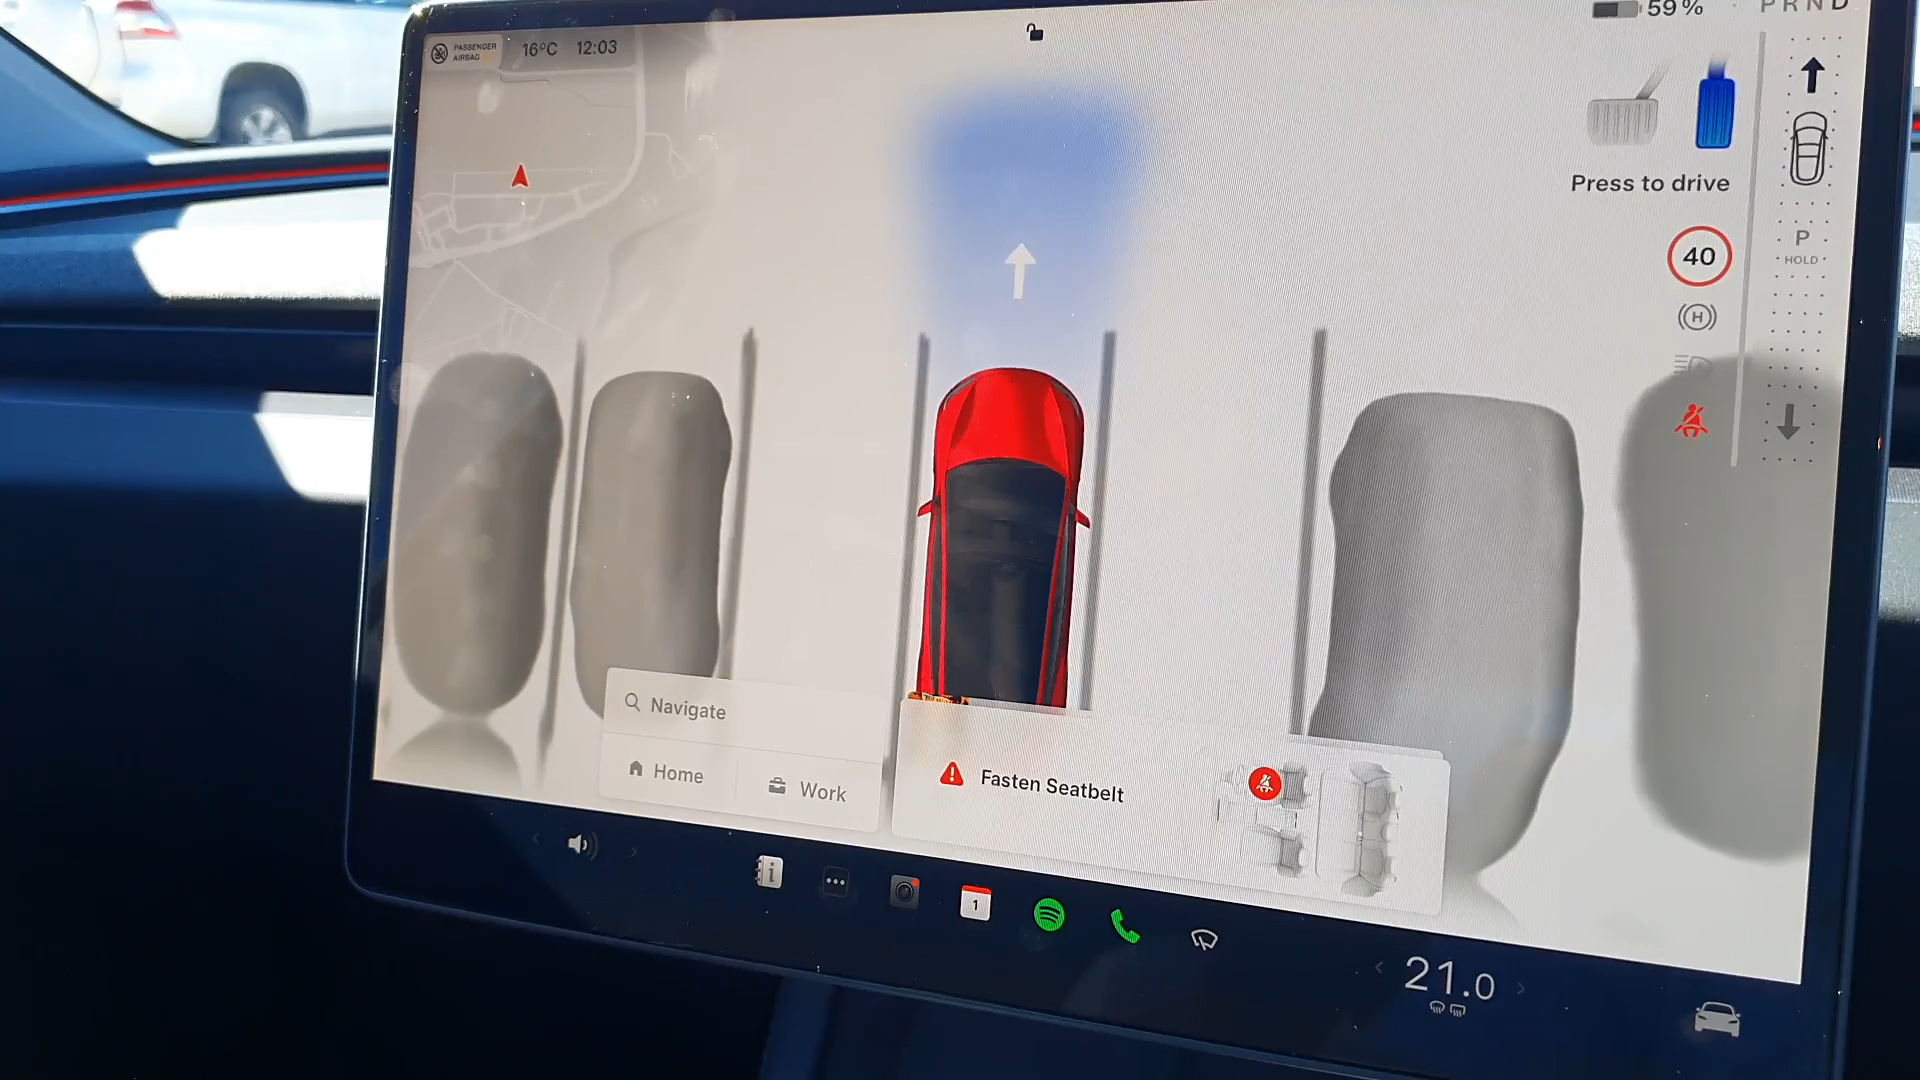 PASSENGER
AIRBAG
16°C 12:03
59 %
P R N D
Press to drive
40
P
HOLD
H
Navigate
Home
Work
Fasten Seatbelt
i
1
21.0